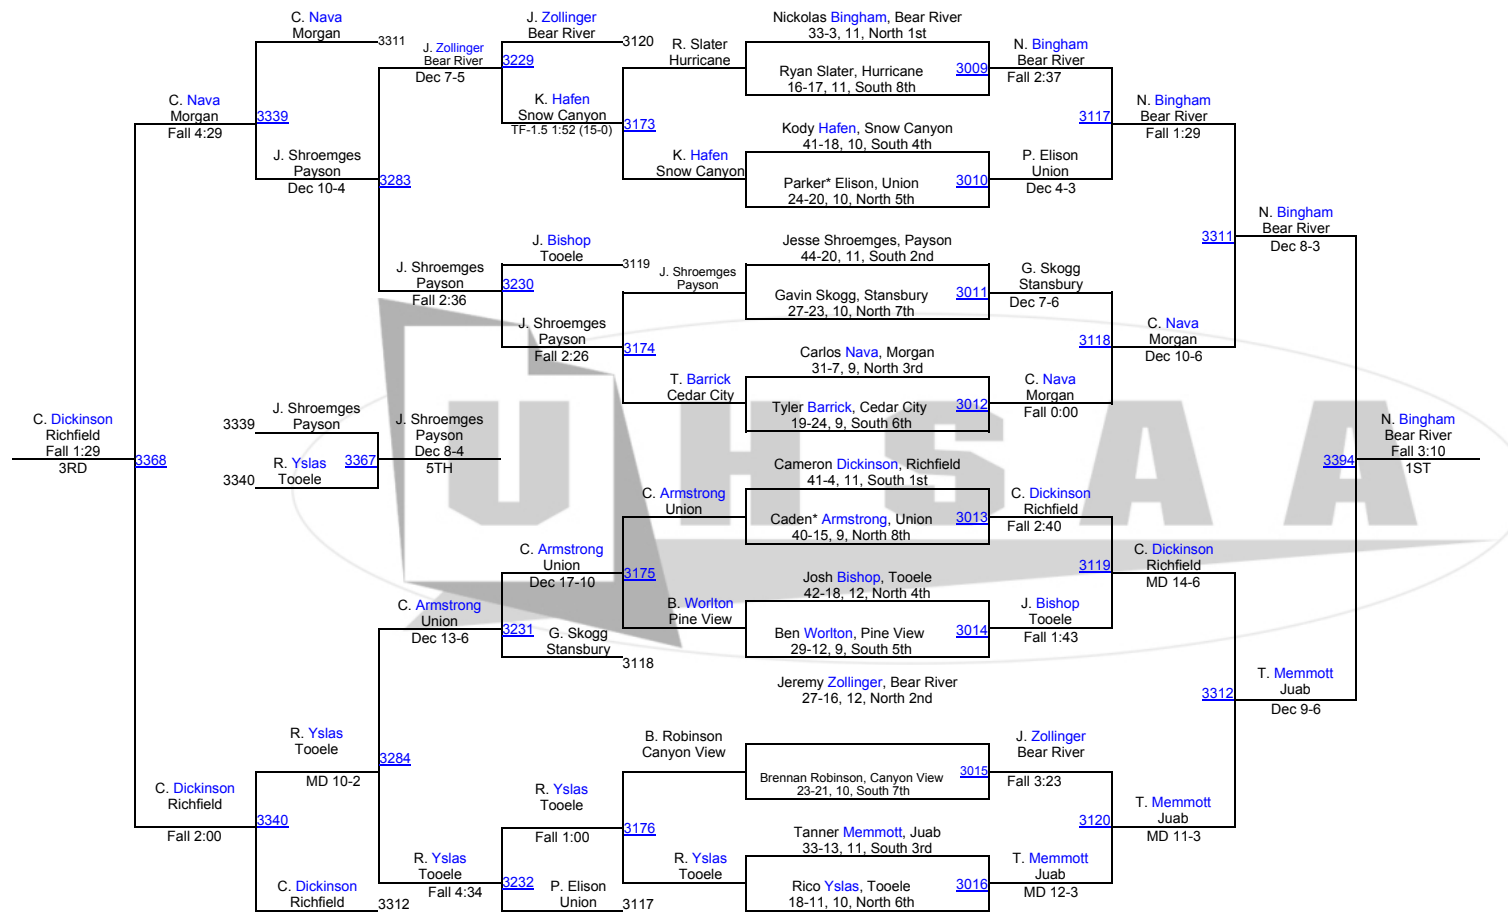 C. Nava
Morgan
3311
J. Zollinger
Bear River
Dec 7-5
J. Zollinger
Bear River
3120
3229
K. Hafen
Snow Canyon
TF-1.5 1:52 (15-0)
R. Slater
Hurricane
3173
K. Hafen
Snow Canyon
Nickolas Bingham, Bear River
33-3, 11, North 1st
Ryan Slater, Hurricane
16-17, 11, South 8th
3009
N. Bingham
Bear River
Fall 2:37
Kody Hafen, Snow Canyon
41-18, 10, South 4th
Parker* Elison, Union
24-20, 10, North 5th
3010
P. Elison
Union
Dec 4-3
3117
N. Bingham
Bear River
Fall 1:29
C. Nava
Morgan
Fall 4:29
3339
J. Shroemges
Payson
Dec 10-4
3283
J. Shroemges
Payson
Fall 2:36
J. Bishop
Tooele
3119
3230
J. Shroemges
Payson
Fall 2:26
J. Shroemges
Payson
3174
T. Barrick
Cedar City
Jesse Shroemges, Payson
44-20, 11, South 2nd
Gavin Skogg, Stansbury
27-23, 10, North 7th
3011
G. Skogg
Stansbury
Dec 7-6
Carlos Nava, Morgan
31-7, 9, North 3rd
Tyler Barrick, Cedar City
19-24, 9, South 6th
3012
C. Nava
Morgan
Fall 0:00
3118
C. Nava
Morgan
Dec 10-6
3311
N. Bingham
Bear River
Dec 8-3
C. Dickinson
Richfield
Fall 1:29
3RD
3368
3339
J. Shroemges
Payson
3340
R. Yslas
Tooele
3367
J. Shroemges
Payson
Dec 8-4
5TH
UHSAA
3394
N. Bingham
Bear River
Fall 3:10
1ST
C. Armstrong
Union
Cameron Dickinson, Richfield
41-4, 11, South 1st
Caden* Armstrong, Union
40-15, 9, North 8th
3013
C. Dickinson
Richfield
Fall 2:40
C. Armstrong
Union
Dec 17-10
3175
B. Worlton
Pine View
Josh Bishop, Tooele
42-18, 12, North 4th
Ben Worlton, Pine View
29-12, 9, South 5th
3014
J. Bishop
Tooele
Fall 1:43
3119
C. Dickinson
Richfield
MD 14-6
C. Armstrong
Union
Dec 13-6
3231
G. Skogg
Stansbury
3118
Jeremy Zollinger, Bear River
27-16, 12, North 2nd
3312
T. Memmott
Juab
Dec 9-6
R. Yslas
Tooele
MD 10-2
3284
B. Robinson
Canyon View
Brennan Robinson, Canyon View
23-21, 10, South 7th
3015
J. Zollinger
Bear River
Fall 3:23
C. Dickinson
Richfield
Fall 2:00
3340
R. Yslas
Tooele
Fall 1:00
3176
R. Yslas
Tooele
Tanner Memmott, Juab
33-13, 11, South 3rd
Rico Yslas, Tooele
18-11, 10, North 6th
3016
T. Memmott
Juab
MD 12-3
3120
T. Memmott
Juab
MD 11-3
C. Dickinson
Richfield
3312
R. Yslas
Tooele
Fall 4:34
3232
P. Elison
Union
3117